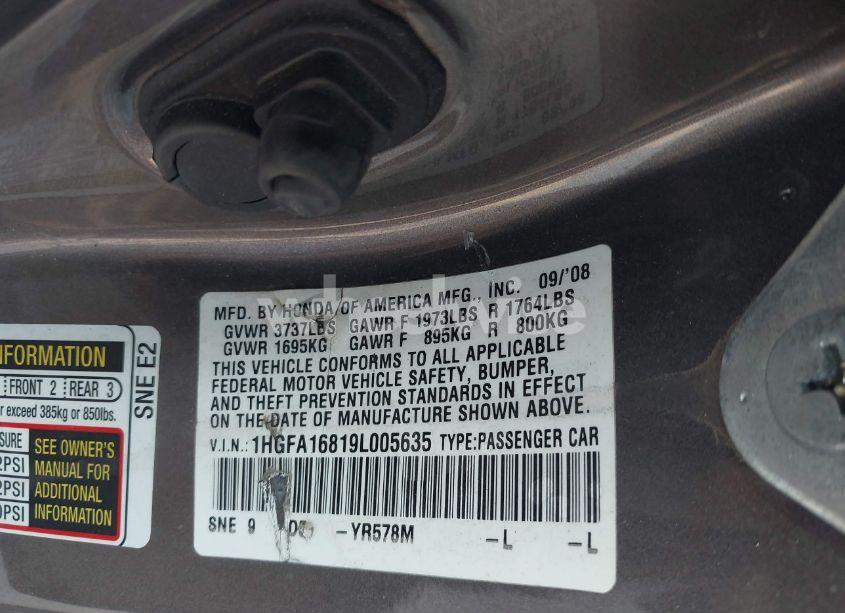 MFD. BY HONDA OF AMERICA MFG., INC. 09/'08
GVWR 3737LBS GAWR F 1973LBS R 1764LBS
GVWR 1695KG GAWR F 895KG R 800KG
THIS VEHICLE CONFORMS TO ALL APPLICABLE
FEDERAL MOTOR VEHICLE SAFETY, BUMPER,
AND THEFT PREVENTION STANDARDS IN EFFECT
ON THE DATE OF MANUFACTURE SHOWN ABOVE.
V.I.N.: 1HGFA16819L005635 TYPE:PASSENGER CAR
SNE 9 -YR578M -L -L
INFORMATION
FRONT 2 REAR 3
exceed 385kg or 850lbs.
SNE E2
SEE OWNER'S
MANUAL FOR
ADDITIONAL
INFORMATION